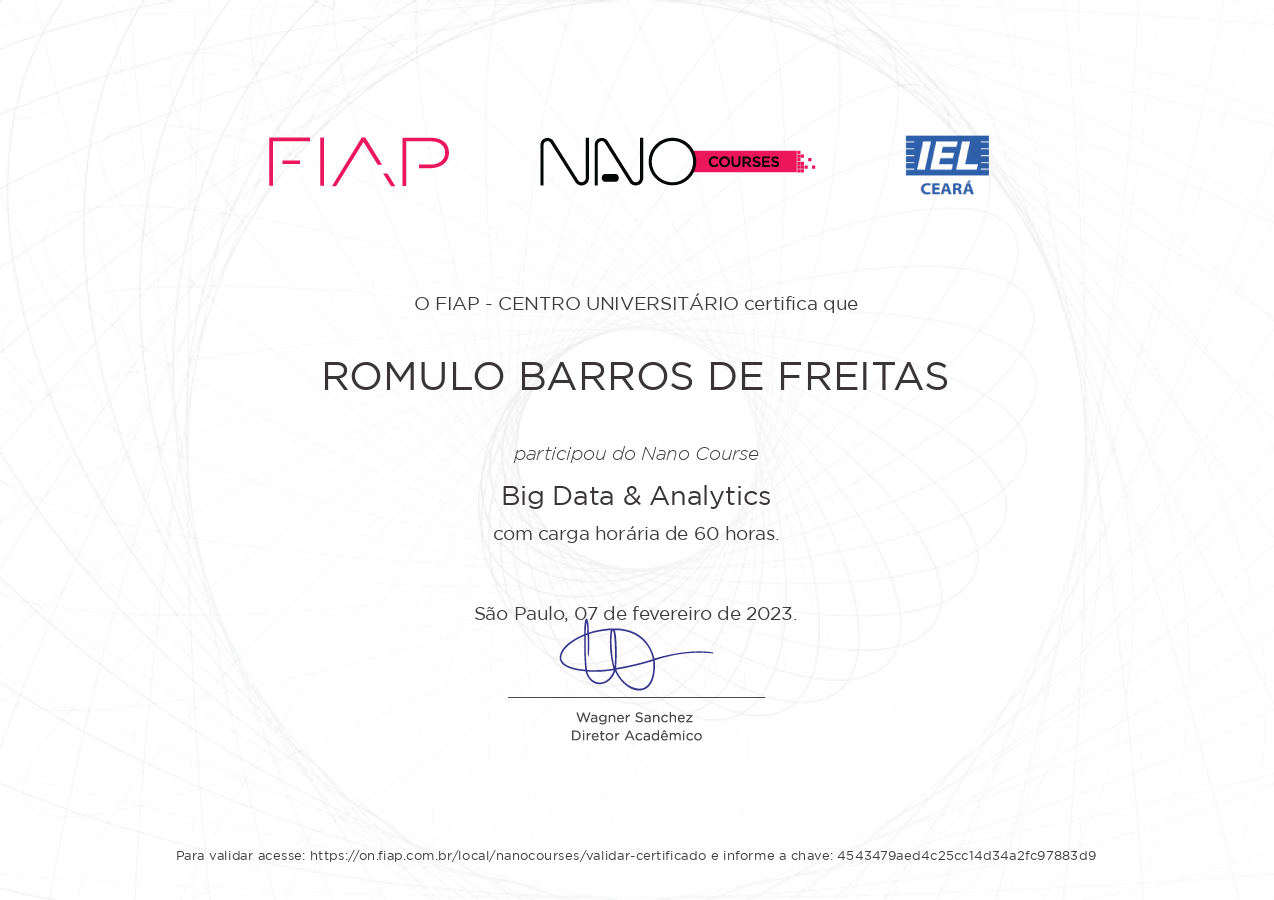 FIAP
NANO COURSES
IEL
CEARÁ
O FIAP - CENTRO UNIVERSITÁRIO certifica que
ROMULO BARROS DE FREITAS
participou do Nano Course
Big Data & Analytics
com carga horária de 60 horas.
São Paulo, 07 de fevereiro de 2023.
Wagner Sanchez
Diretor Acadêmico
Para validar acesse: https://on.fiap.com.br/local/nanocourses/validar-certificado e informe a chave: 4543479aed4c25cc14d34a2fc97883d9